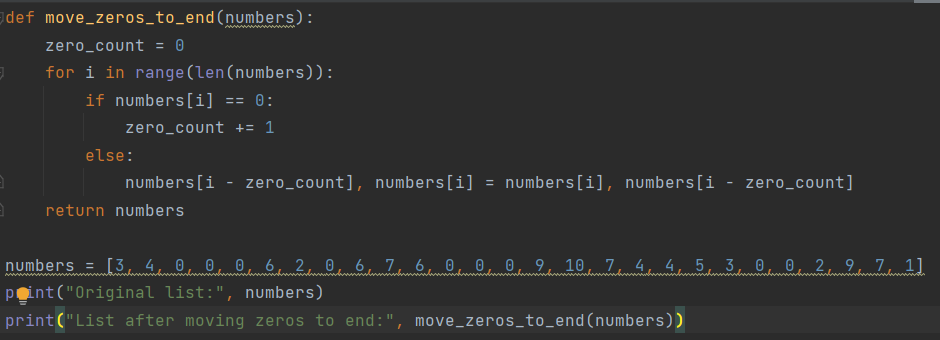 def move_zeros_to_end(numbers):
    zero_count = 0
    for i in range(len(numbers)):
        if numbers[i] == 0:
            zero_count += 1
        else:
            numbers[i - zero_count], numbers[i] = numbers[i], numbers[i - zero_count]
    return numbers
numbers = [3, 4, 0, 0, 0, 6, 2, 0, 6, 7, 6, 0, 0, 0, 9, 10, 7, 4, 4, 5, 3, 0, 0, 2, 9, 7, 1]
print("Original list:", numbers)
print("List after moving zeros to end:", move_zeros_to_end(numbers))